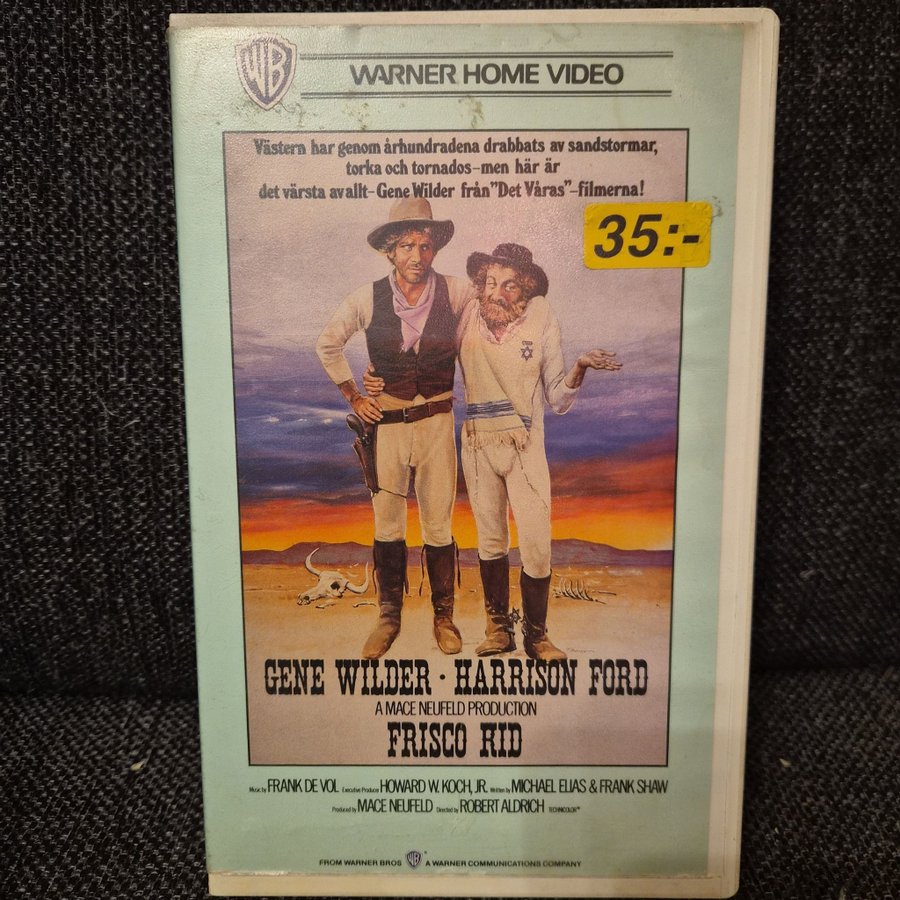 WB
WARNER HOME VIDEO
Västern har genom århundradena drabbats av sandstormar,
torka och tornados-men här är
det värsta av allt-Gene Wilder från "Det Våras"-filmerna!
35:-
GENE WILDER · HARRISON FORD
A MACE NEUFELD PRODUCTION
FRISCO KID
Music by FRANK DE VOL Executive Producer HOWARD W. KOCH, JR. Written by MICHAEL ELIAS & FRANK SHAW
Produced by MACE NEUFELD Directed by ROBERT ALDRICH TECHNICOLOR™
FROM WARNER BROS WB A WARNER COMMUNICATIONS COMPANY